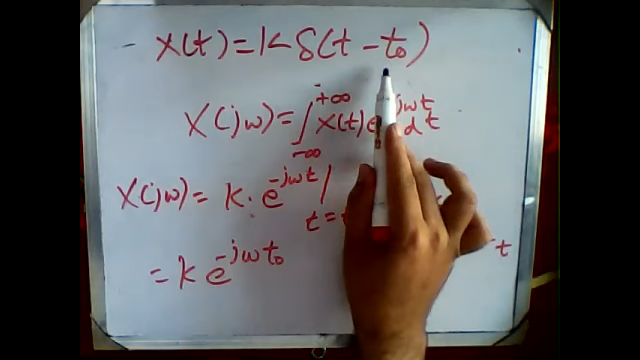 x(t) = K δ(t - t₀)
X(jω) = ∫ x(t) e jωt dt
+∞
-∞
X(jω) = K · e^-jωt |
t =
= K e^-jωt₀
- t